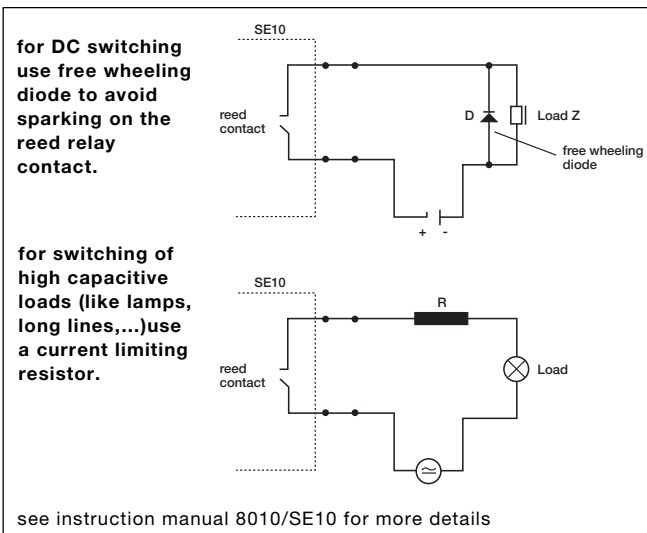 for DC switching
use free wheeling
diode to avoid
sparking on the
reed relay
contact.
SE10
reed
contact
D
Load Z
free wheeling
diode
+ -
for switching of
high capacitive
loads (like lamps,
long lines,...)use
a current limiting
resistor.
SE10
R
reed
contact
Load
see instruction manual 8010/SE10 for more details